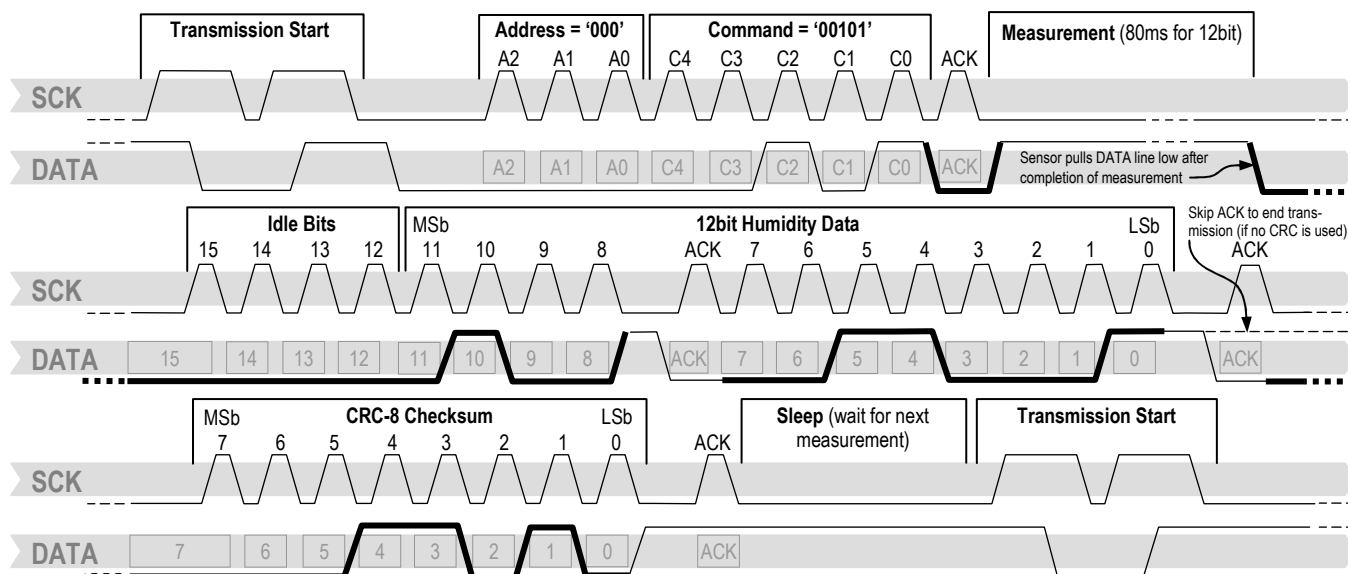 Transmission Start
Address = ‘000’
Command = ‘00101’
Measurement (80ms for 12bit)
A2 A1 A0 C4 C3 C2 C1 C0 ACK
SCK
DATA
A2 A1 A0 C4 C3 C2 C1 C0 ACK
Sensor pulls DATA line low after
completion of measurement
Idle Bits
MSb
12bit Humidity Data
LSb
Skip ACK to end trans-
mission (if no CRC is used)
15 14 13 12 11 10 9 8 ACK 7 6 5 4 3 2 1 0 ACK
SCK
DATA
15 14 13 12 11 10 9 8 ACK 7 6 5 4 3 2 1 0 ACK
MSb
CRC-8 Checksum
LSb
Sleep (wait for next
measurement)
Transmission Start
7 6 5 4 3 2 1 0 ACK
SCK
DATA
7 6 5 4 3 2 1 0 ACK